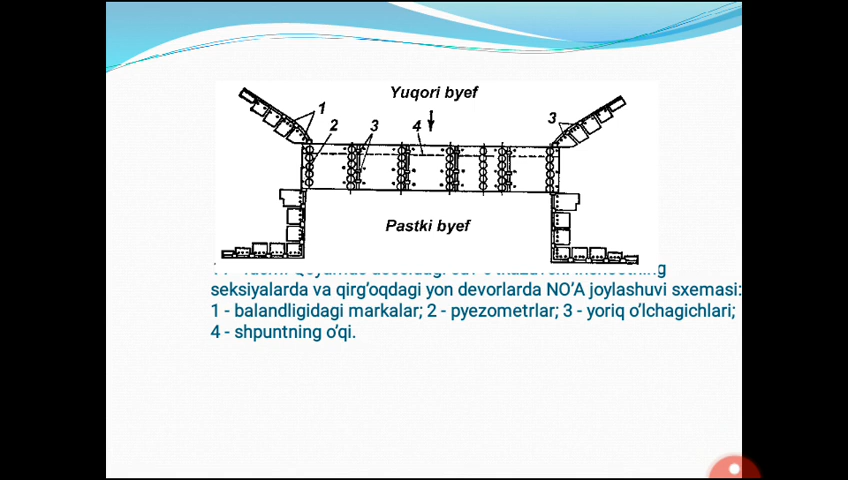 Yuqori byef
1
2
3
4
3
Pastki byef
seksiyalarda va qirg’oqdagi yon devorlarda NO’A joylashuvi sxemasi:
1 - balandligidagi markalar; 2 - pyezometrlar; 3 - yoriq o’lchagichlari;
4 - shpuntning o’qi.